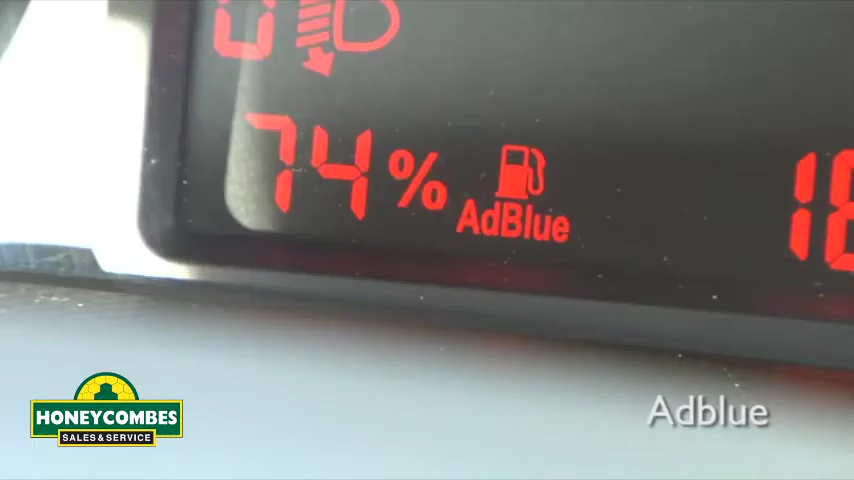 74%
AdBlue
HONEYCOMBES
SALES & SERVICE
Adblue